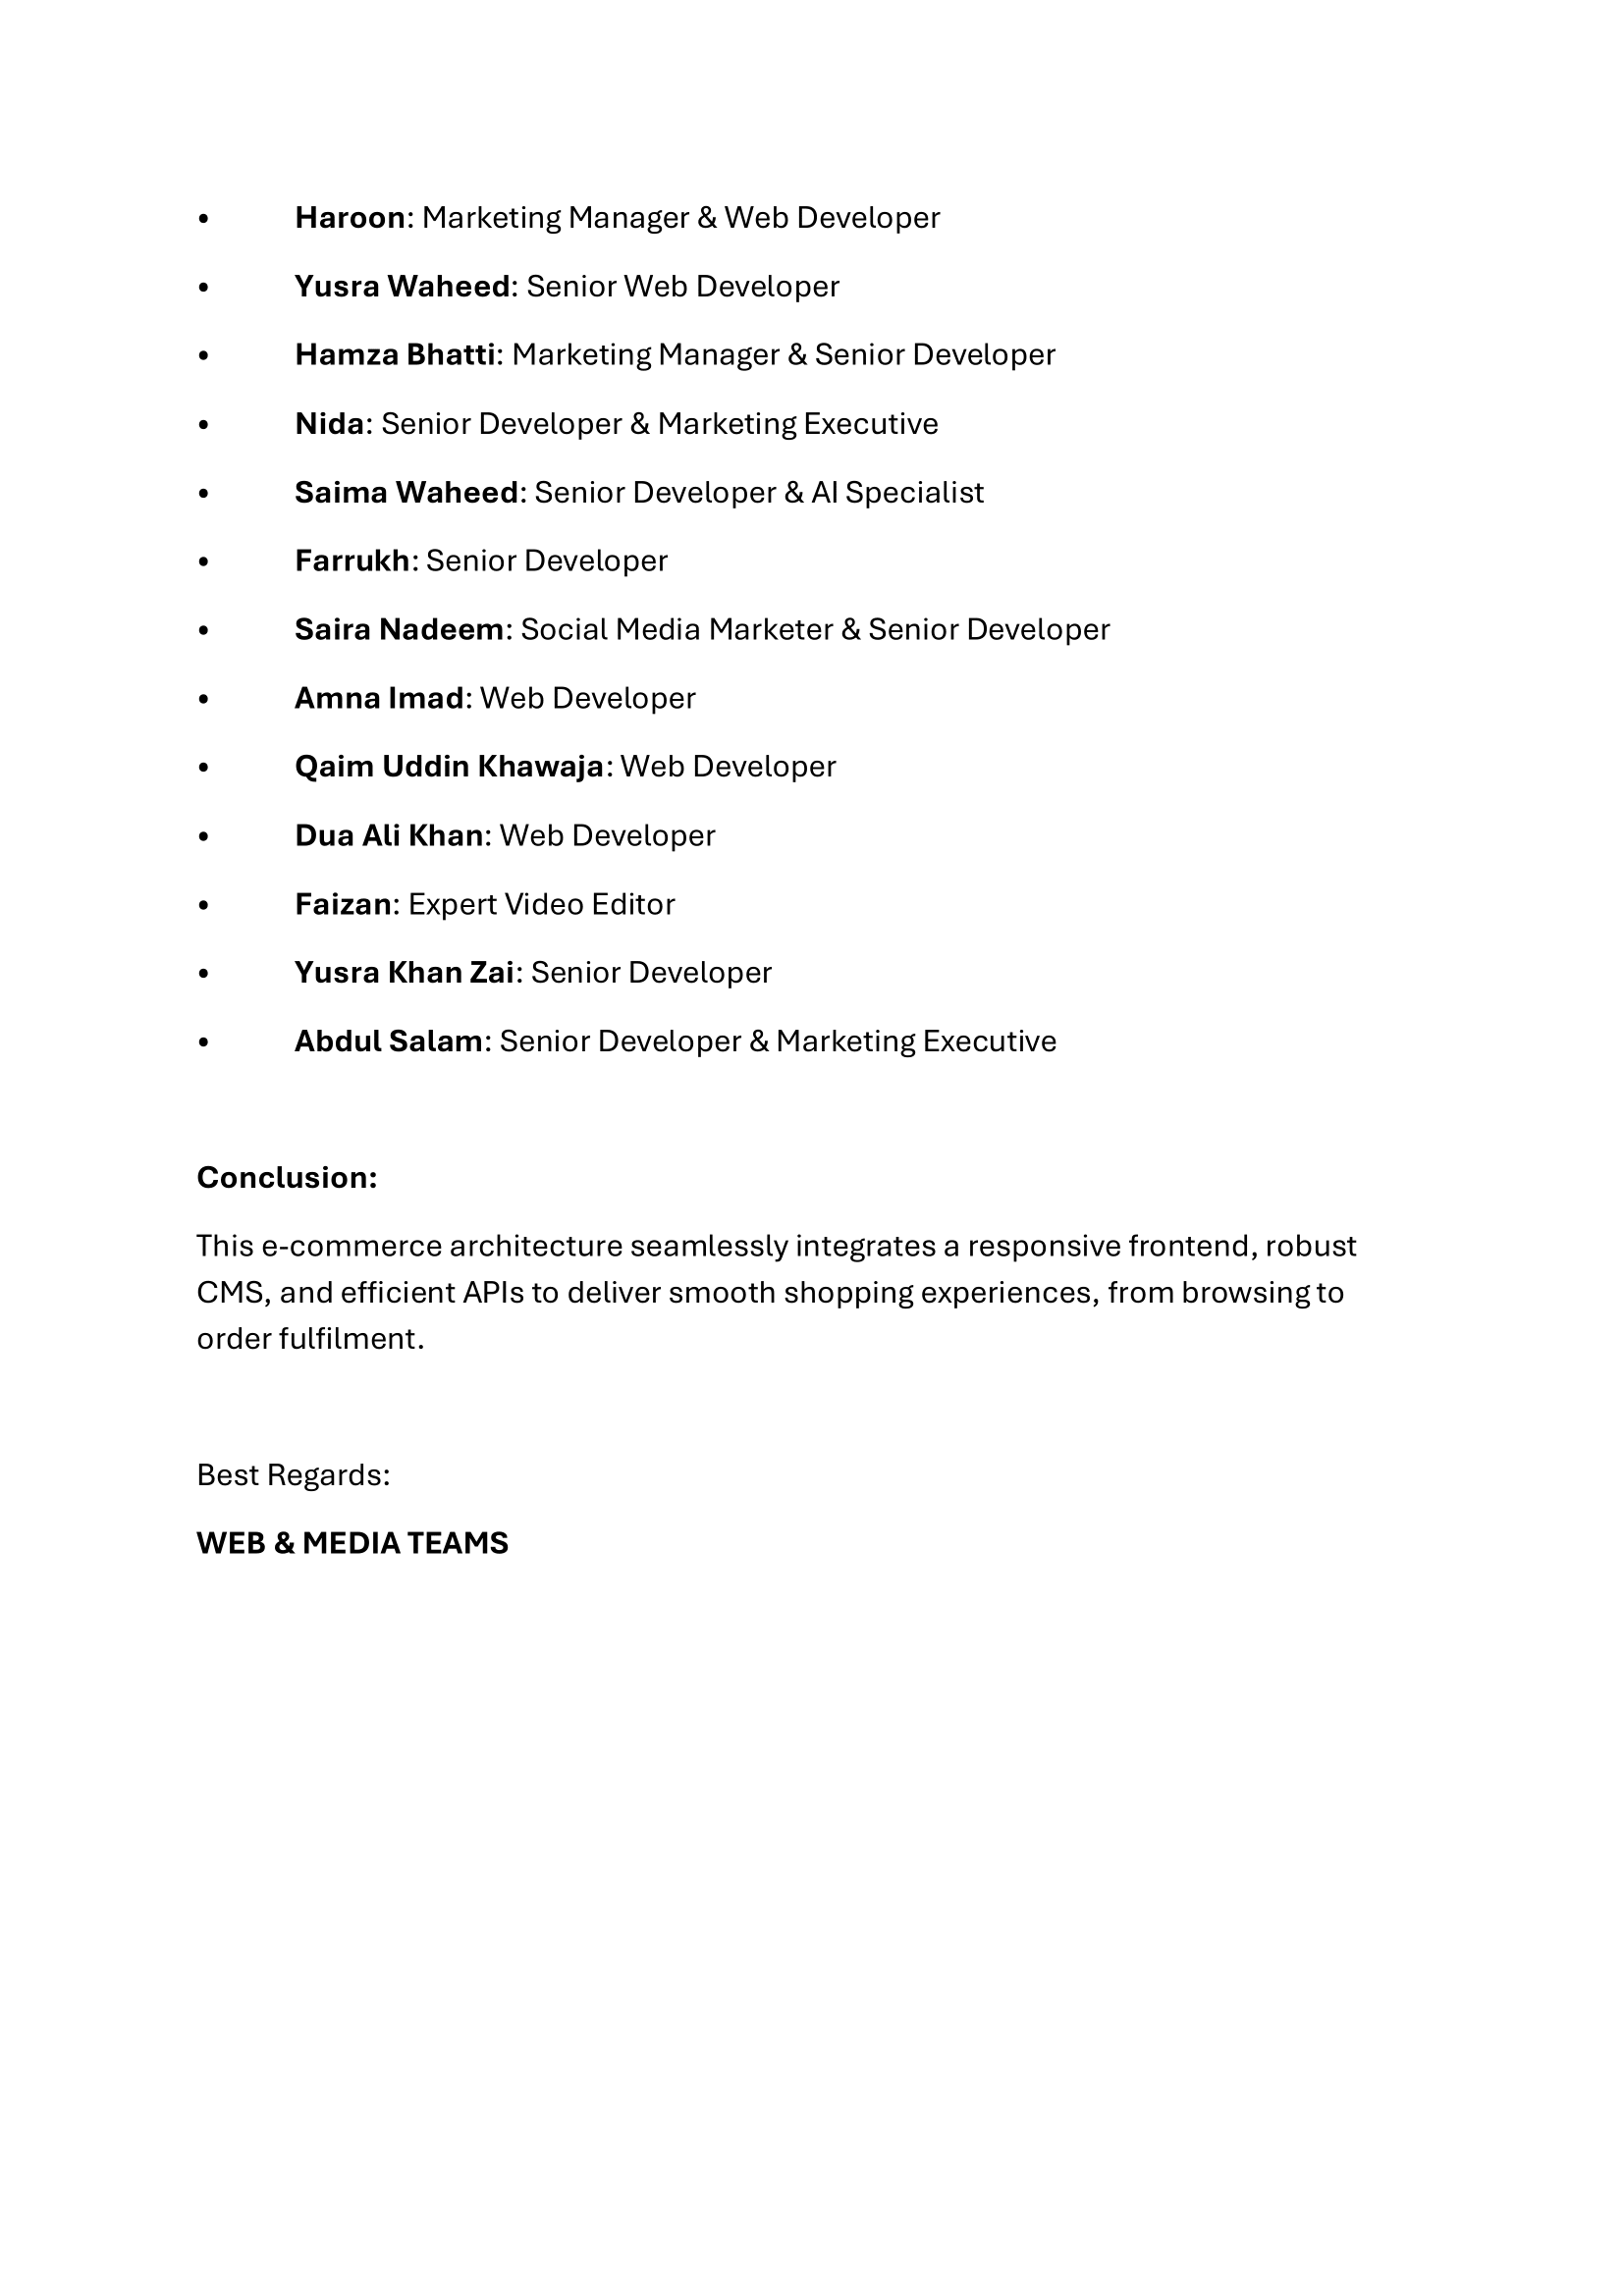 • Haroon: Marketing Manager & Web Developer
• Yusra Waheed: Senior Web Developer
• Hamza Bhatti: Marketing Manager & Senior Developer
• Nida: Senior Developer & Marketing Executive
• Saima Waheed: Senior Developer & AI Specialist
• Farrukh: Senior Developer
• Saira Nadeem: Social Media Marketer & Senior Developer
• Amna Imad: Web Developer
• Qaim Uddin Khawaja: Web Developer
• Dua Ali Khan: Web Developer
• Faizan: Expert Video Editor
• Yusra Khan Zai: Senior Developer
• Abdul Salam: Senior Developer & Marketing Executive
Conclusion:
This e-commerce architecture seamlessly integrates a responsive frontend, robust
CMS, and efficient APIs to deliver smooth shopping experiences, from browsing to
order fulfilment.
Best Regards:
WEB & MEDIA TEAMS